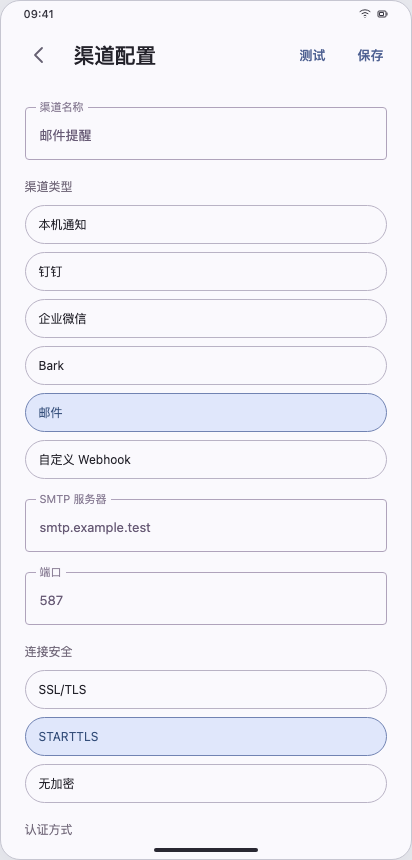 09:41
渠道配置
测试
保存
渠道名称
邮件提醒
渠道类型
本机通知
钉钉
企业微信
Bark
邮件
自定义 Webhook
SMTP 服务器
smtp.example.test
端口
587
连接安全
SSL/TLS
STARTTLS
无加密
认证方式